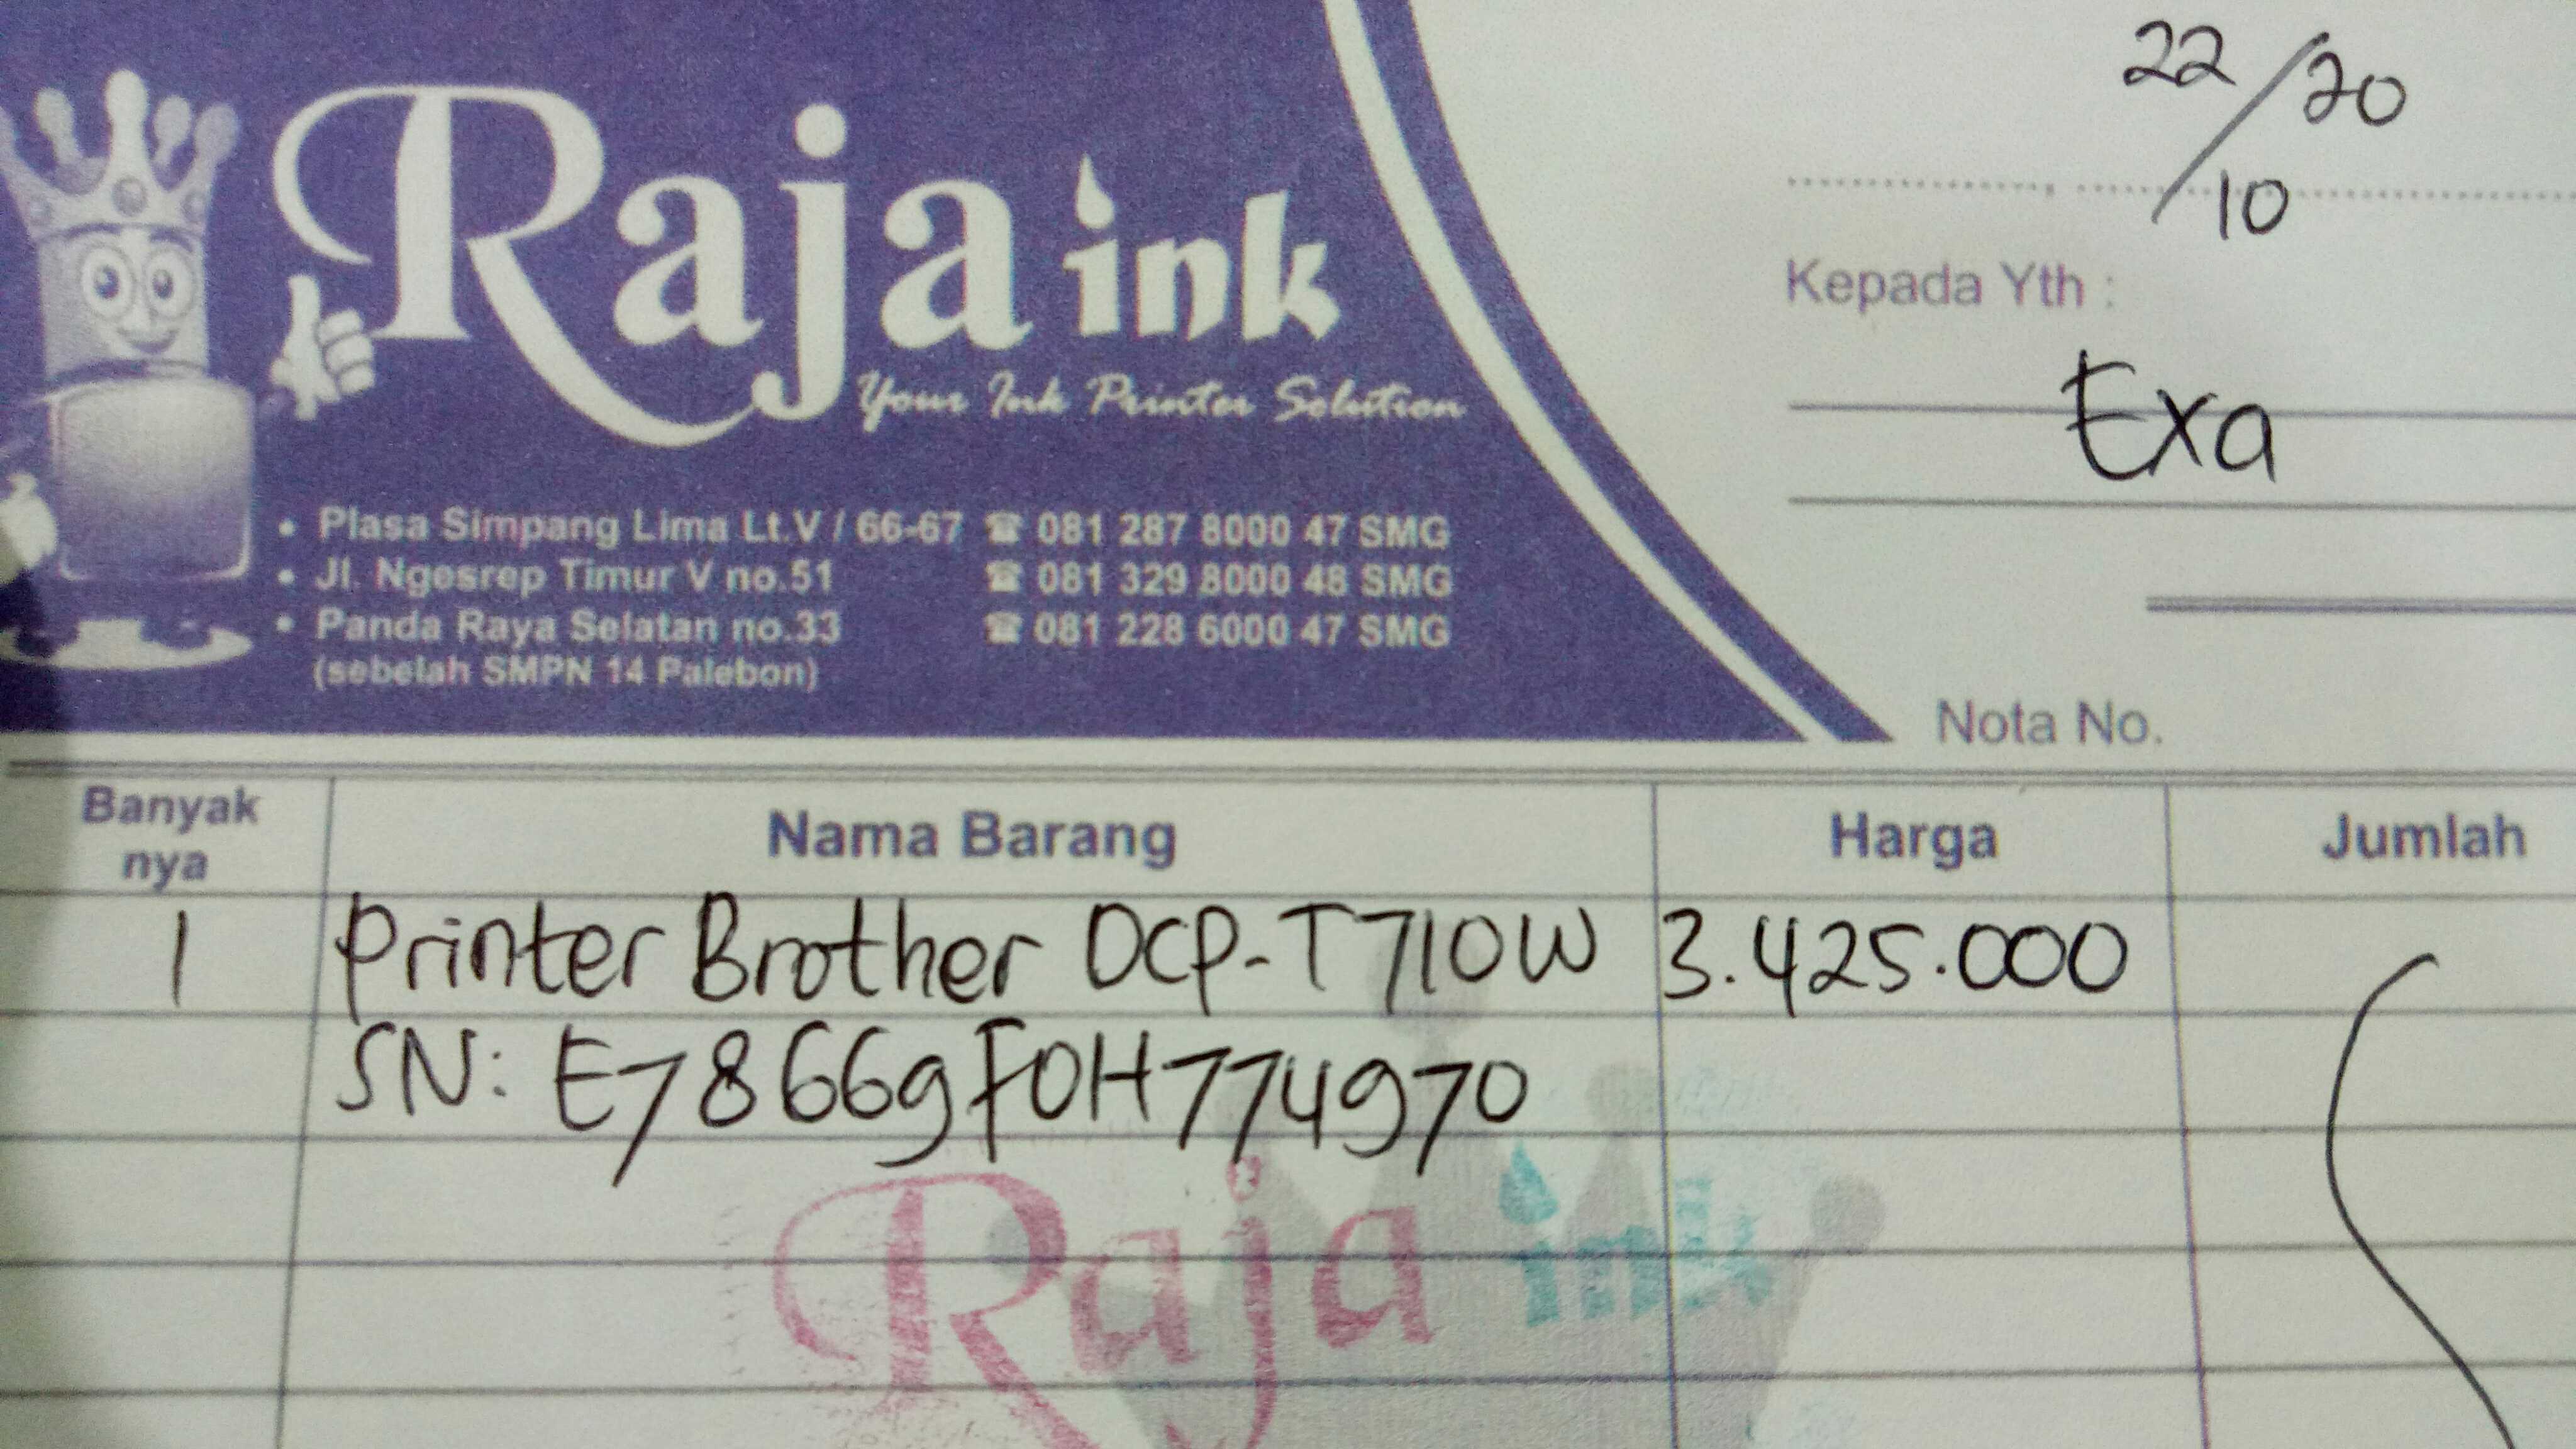 Raja ink
Your Ink Printer Solution
• Plasa Simpang Lima Lt.V / 66-67 ☎ 081 287 8000 47 SMG
• Jl. Ngesrep Timur V no.51 ☎ 081 329 8000 48 SMG
• Panda Raya Selatan no.33 ☎ 081 228 6000 47 SMG
(sebelah SMPN 14 Palebon)
22/10 20
Kepada Yth :
Exa
Nota No.
Banyak nya Nama Barang Harga Jumlah
1 Printer Brother DCP-T710W 3.425.000
SN: E78669F0H774970
Raja ink